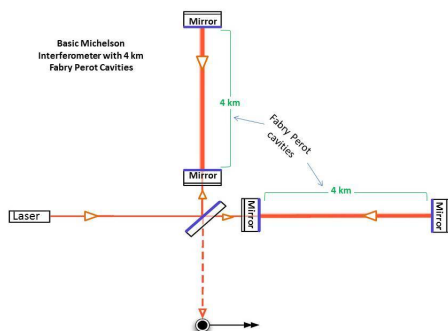 Mirror
Basic Michelson
Interferometer with 4 km
Fabry Perot Cavities
4 km
Fabry Perot
cavities
Mirror
4 km
Laser
Mirror
Mirror